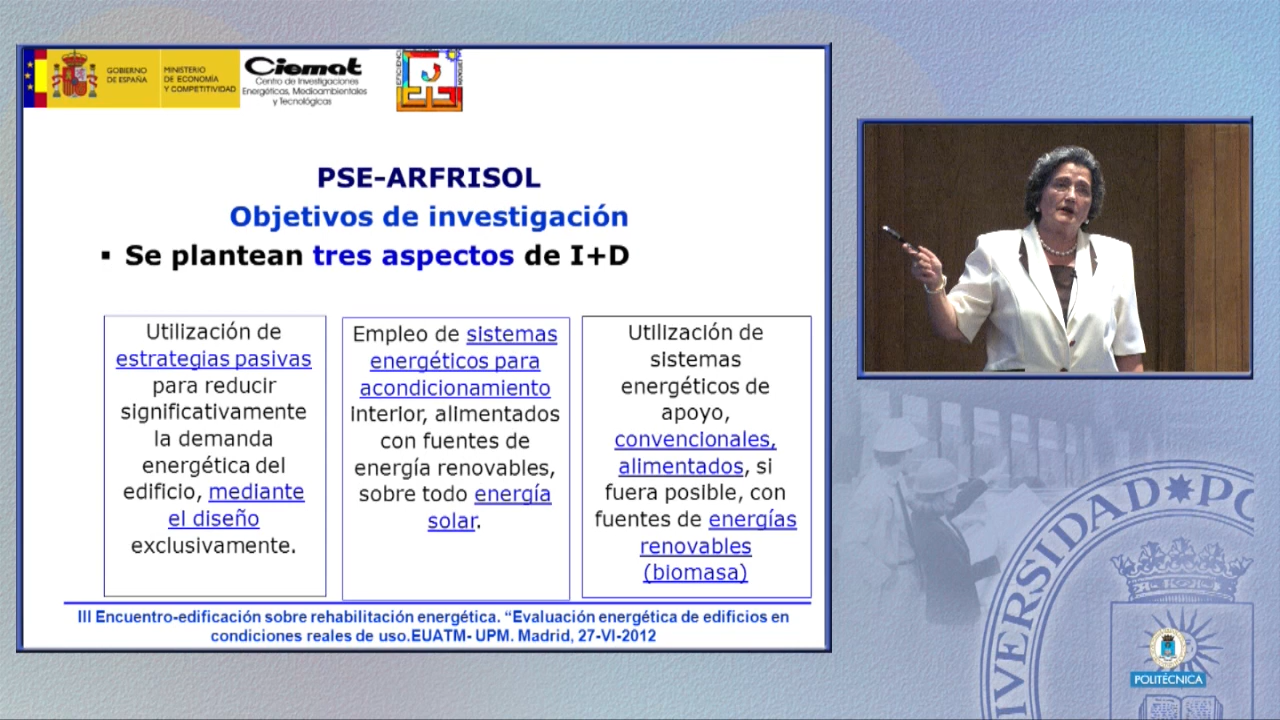 GOBIERNO
DE ESPAÑA
MINISTERIO
DE ECONOMÍA
Y COMPETITIVIDAD
Ciemat
Centro de Investigaciones
Energéticas, Medioambientales
y Tecnológicas
PSE-ARFRISOL
Objetivos de investigación
▪ Se plantean tres aspectos de I+D
Utilización de
estrategias pasivas
para reducir
significativamente
la demanda
energética del
edificio, mediante
el diseño
exclusivamente.
Empleo de sistemas
energéticos para
acondicionamiento
interior, alimentados
con fuentes de
energía renovables,
sobre todo energía
solar.
Utilización de
sistemas
energéticos de
apoyo,
convencionales,
alimentados, si
fuera posible, con
fuentes de energías
renovables
(biomasa)
III Encuentro-edificación sobre rehabilitación energética. “Evaluación energética de edificios en
condiciones reales de uso.EUATM- UPM. Madrid, 27-VI-2012
VERSIDAD PO
POLITÉCNICA